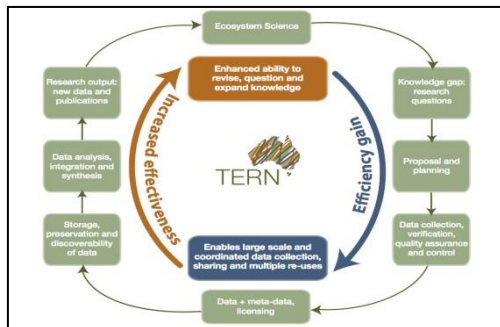 Ecosystem Science
Research output:
new data and
publications
Enhanced ability to
revise, question and
expand knowledge
Knowledge gap:
research
questions
Increased effectiveness
Efficiency gain
Data analysis,
integration and
synthesis
TERN
Proposal and
planning
Storage,
preservation and
discoverability
of data
Enables large scale and
coordinated data collection,
sharing and multiple re-uses
Data collection,
verification,
quality assurance
and control
Data + meta-data,
licensing